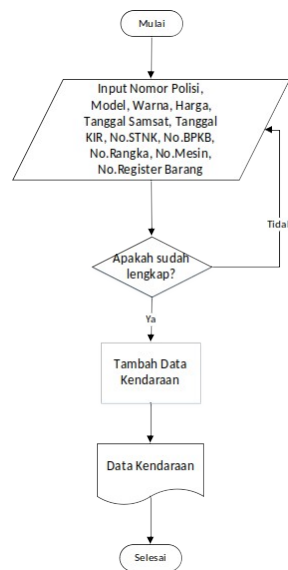 Mulai
Input Nomor Polisi,
Model, Warna, Harga,
Tanggal Samsat, Tanggal
KIR, No.STNK, No.BPKB,
No.Rangka, No.Mesin,
No.Register Barang
Tidak
Apakah sudah
lengkap?
Ya
Tambah Data
Kendaraan
Data Kendaraan
Selesai